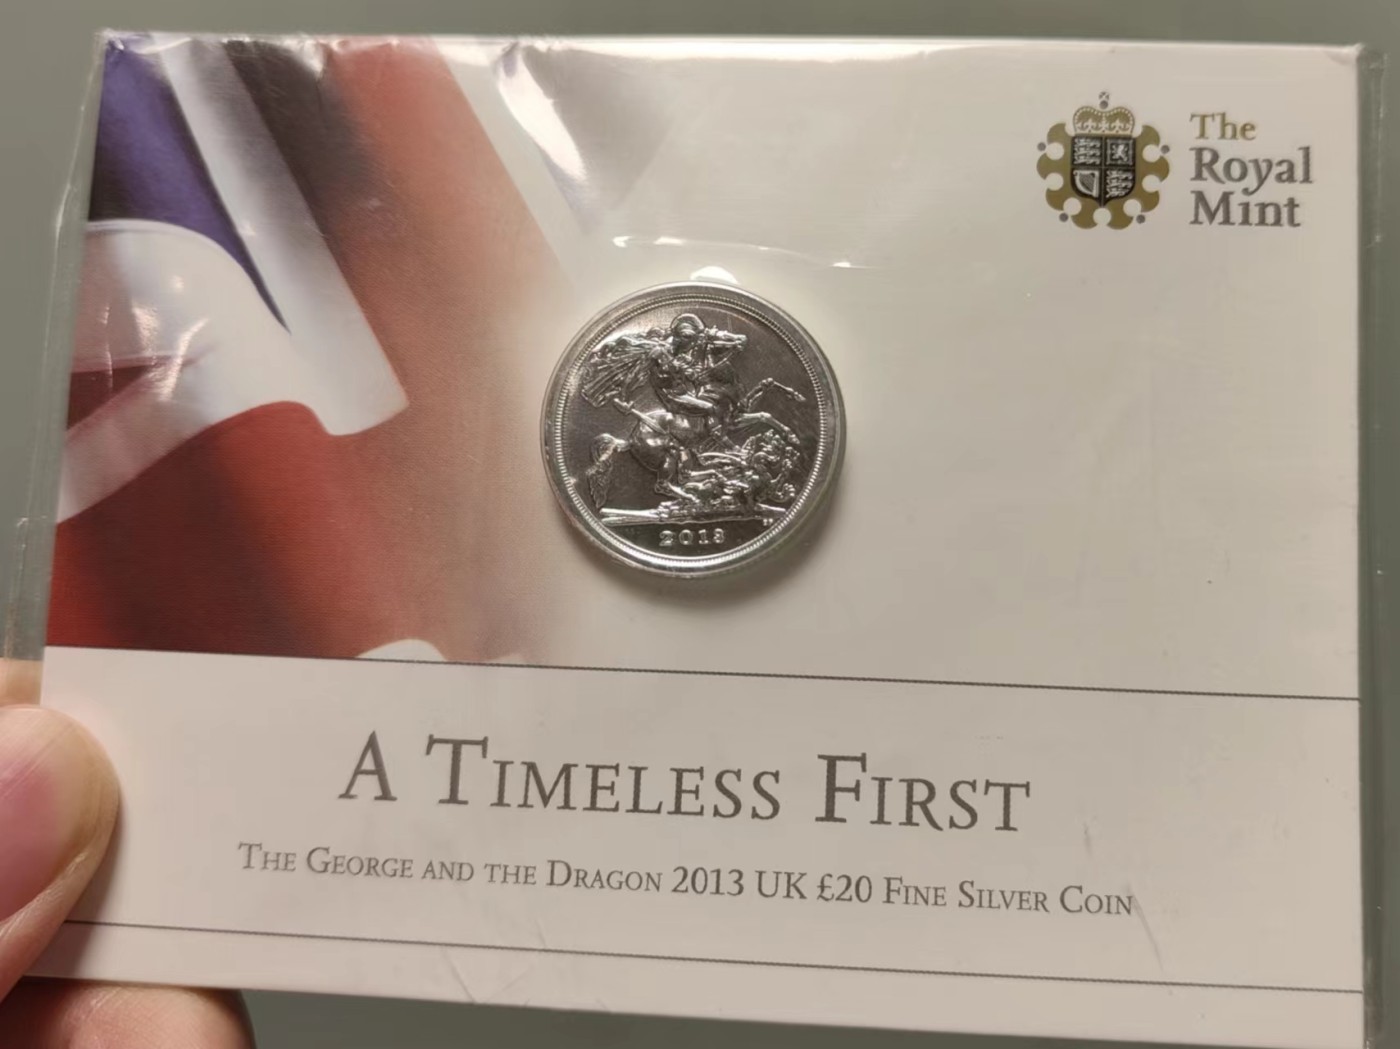 The
Royal
Mint
2013
A TIMELESS FIRST
THE GEORGE AND THE DRAGON 2013 UK £20 FINE SILVER COIN